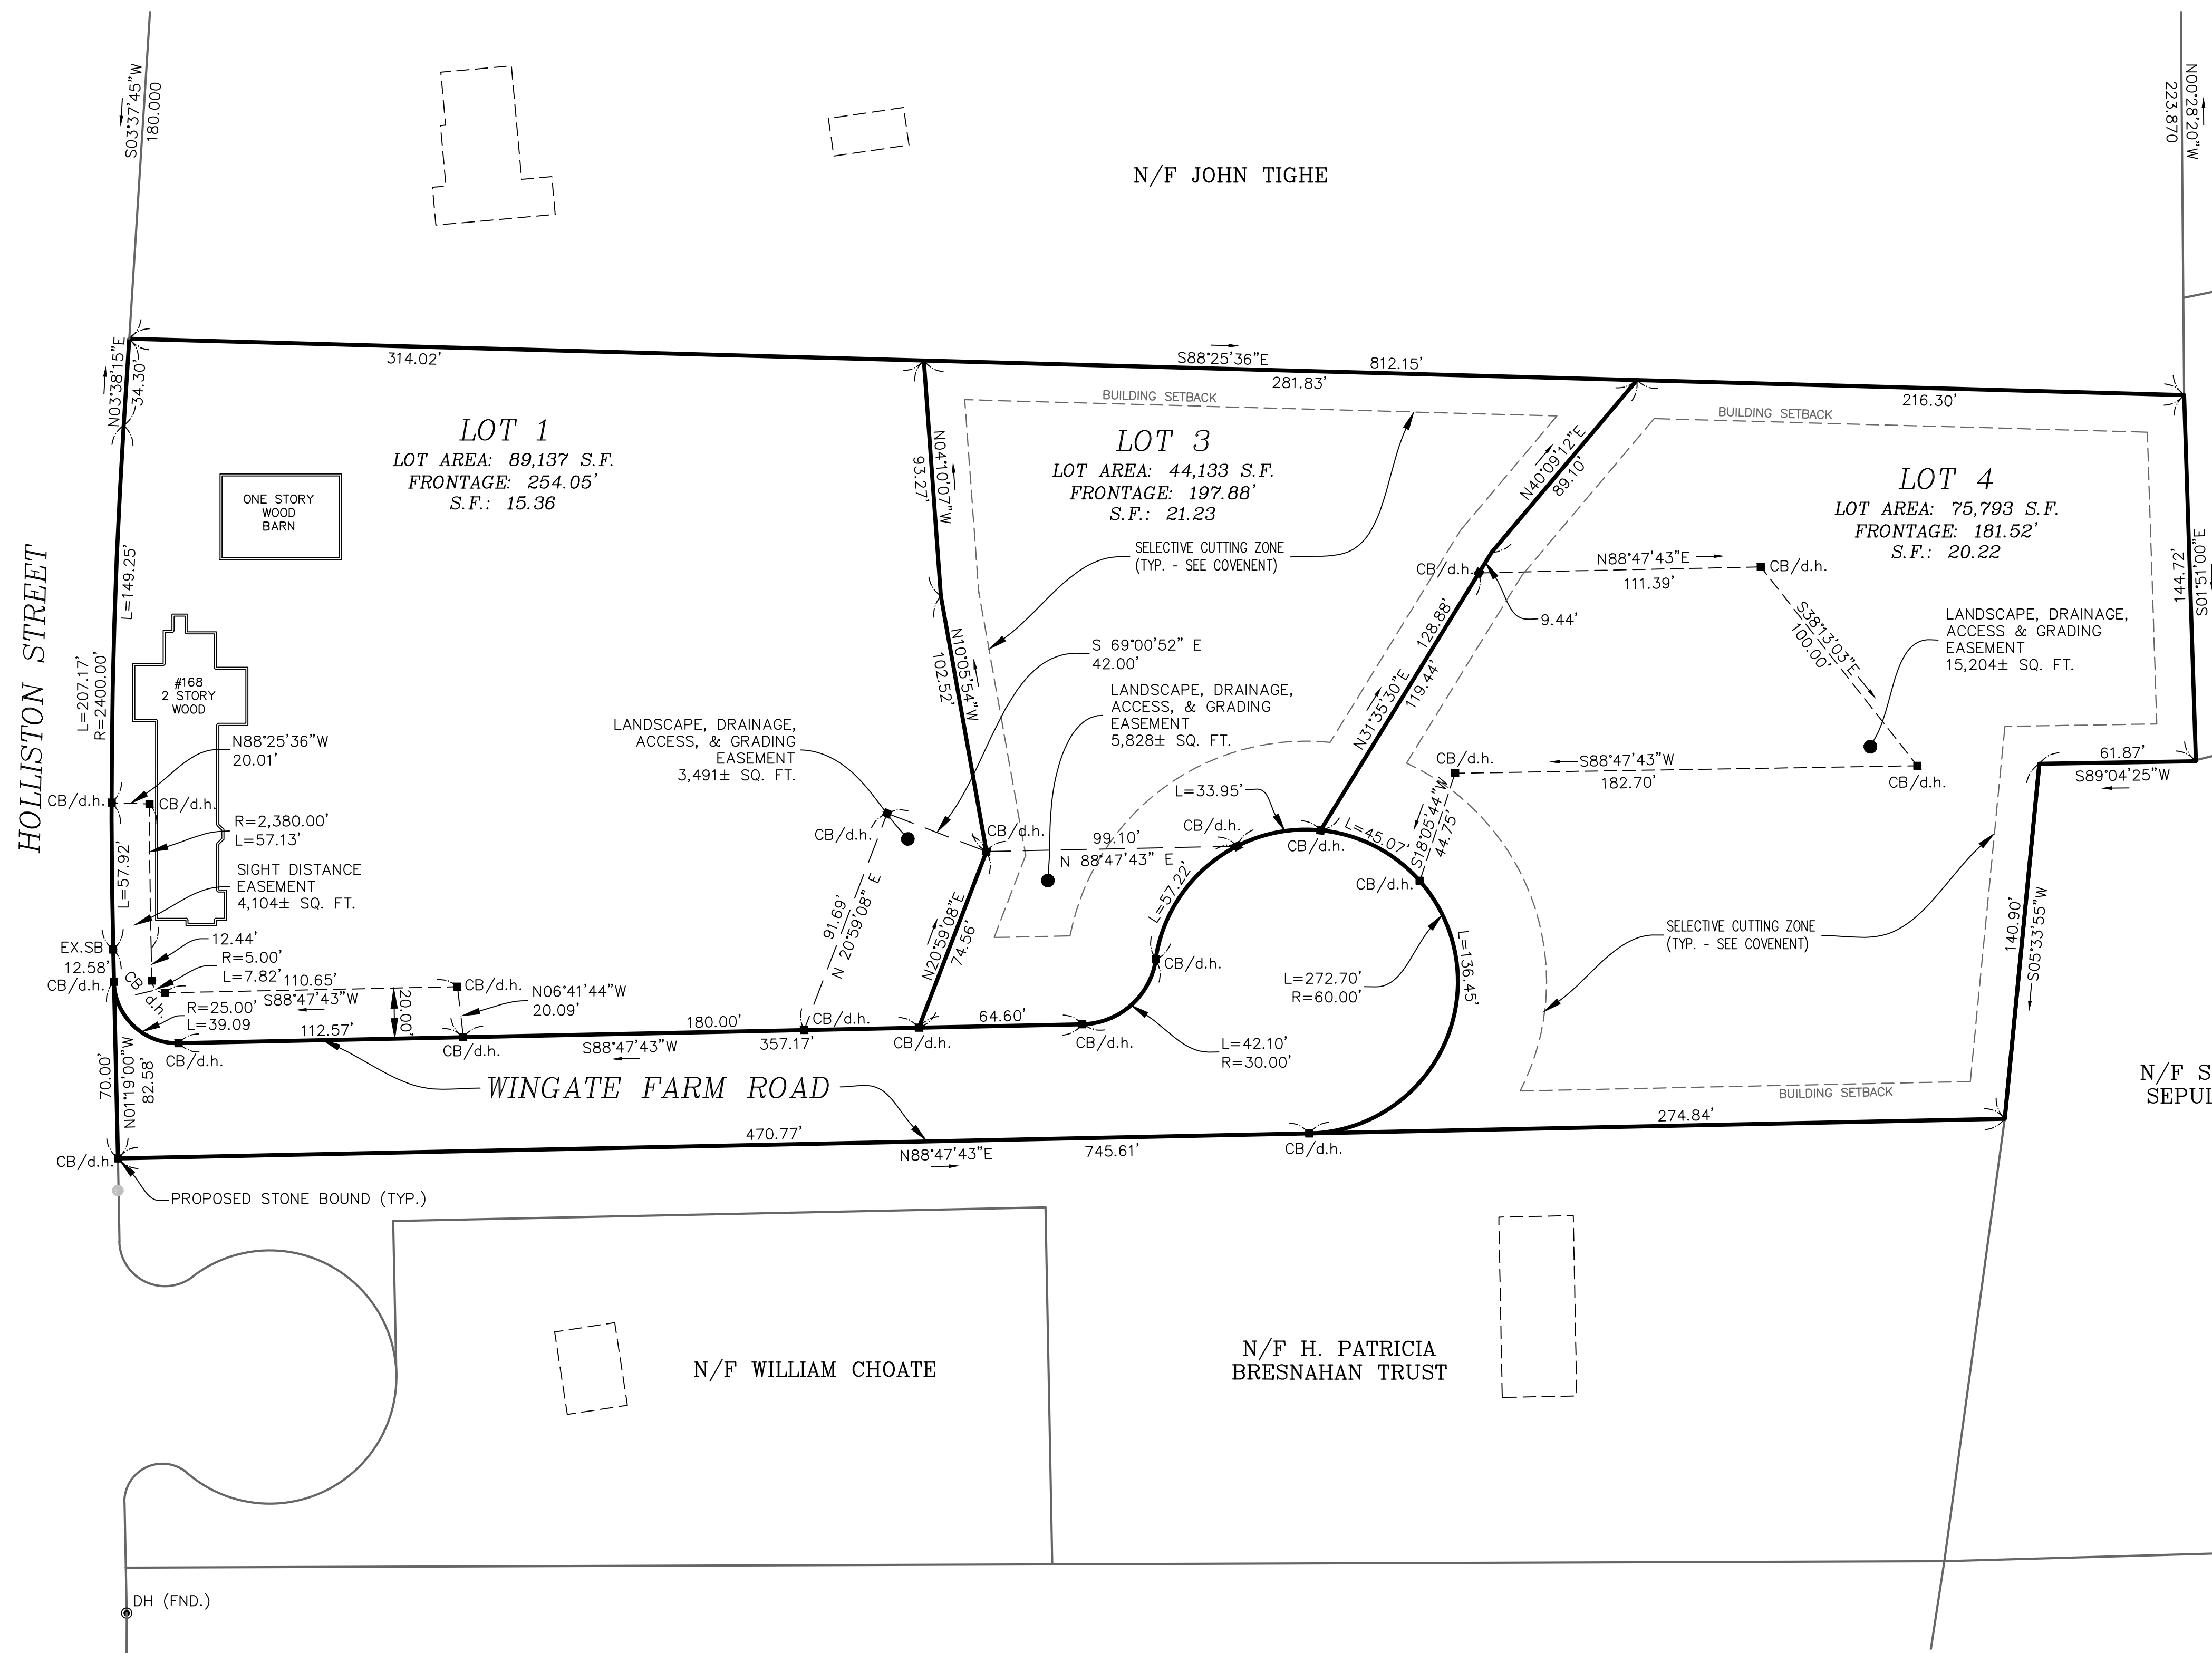 S03°37'45"W
180.000
N/F JOHN TIGHE
N00°28'20"W
223.870
N03°38'15"E
34.30'
314.02'
S88°25'36"E
812.15'
281.83'
216.30'
BUILDING SETBACK
BUILDING SETBACK
LOT 1
LOT AREA: 89,137 S.F.
FRONTAGE: 254.05'
S.F.: 15.36
LOT 3
LOT AREA: 44,133 S.F.
FRONTAGE: 197.88'
S.F.: 21.23
LOT 4
LOT AREA: 75,793 S.F.
FRONTAGE: 181.52'
S.F.: 20.22
ONE STORY
WOOD
BARN
N04°10'07"W
93.27'
N40°09'12"E
89.10'
SELECTIVE CUTTING ZONE
(TYP. - SEE COVENENT)
HOLLISTON STREET
L=149.25'
L=207.17'
R=2400.00'
CB/d.h.
N88°47'43"E
111.39'
CB/d.h.
9.44'
S38°13'03"E
100.00'
144.72'
S01°51'00"E
LANDSCAPE, DRAINAGE,
ACCESS & GRADING
EASEMENT
15,204± SQ. FT.
#168
2 STORY
WOOD
N10°05'54"W
102.52'
S 69°00'52" E
42.00'
128.88'
N31°35'30"E
119.44'
LANDSCAPE, DRAINAGE,
ACCESS, & GRADING
EASEMENT
5,828± SQ. FT.
LANDSCAPE, DRAINAGE,
ACCESS, & GRADING
EASEMENT
3,491± SQ. FT.
N88°25'36"W
20.01'
CB/d.h.
CB/d.h.
CB/d.h.
S88°47'43"W
182.70'
CB/d.h.
61.87'
S89°04'25"W
R=2,380.00'
L=57.13'
L=57.92'
SIGHT DISTANCE
EASEMENT
4,104± SQ. FT.
CB/d.h.
CB/d.h.
99.10'
N 88°47'43" E
L=33.95'
CB/d.h.
CB/d.h.
L=45.07'
S18°05'44"W
44.75'
CB/d.h.
L=57.22'
91.69'
N 20°59'08" E
N20°59'08"E
74.56'
EX.SB
12.58'
CB/d.h.
12.44'
R=5.00'
L=7.82'
CB/d.h.
110.65'
S88°47'43"W
20.00'
CB/d.h.
N06°41'44"W
20.09'
R=25.00'
L=39.09
112.57'
CB/d.h.
CB/d.h.
180.00'
CB/d.h.
357.17'
S88°47'43"W
CB/d.h.
64.60'
CB/d.h.
CB/d.h.
L=42.10'
R=30.00'
L=272.70'
R=60.00'
L=136.45'
SELECTIVE CUTTING ZONE
(TYP. - SEE COVENENT)
140.90'
S05°33'55"W
70.00'
N01°19'00"W
82.58'
WINGATE FARM ROAD
BUILDING SETBACK
N/F S
SEPUL
470.77'
N88°47'43"E
745.61'
274.84'
CB/d.h.
CB/d.h.
PROPOSED STONE BOUND (TYP.)
N/F WILLIAM CHOATE
N/F H. PATRICIA
BRESNAHAN TRUST
DH (FND.)